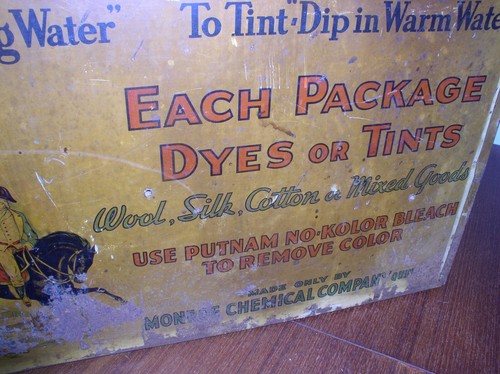 g Water" To Tint "Dip in Warm Wate
EACH PACKAGE
DYES OR TINTS
Wool, Silk, Cotton or Mixed Goods
USE PUTNAM NO-KOLOR BLEACH
TO REMOVE COLOR
MADE ONLY BY
MONROE CHEMICAL COMPANY